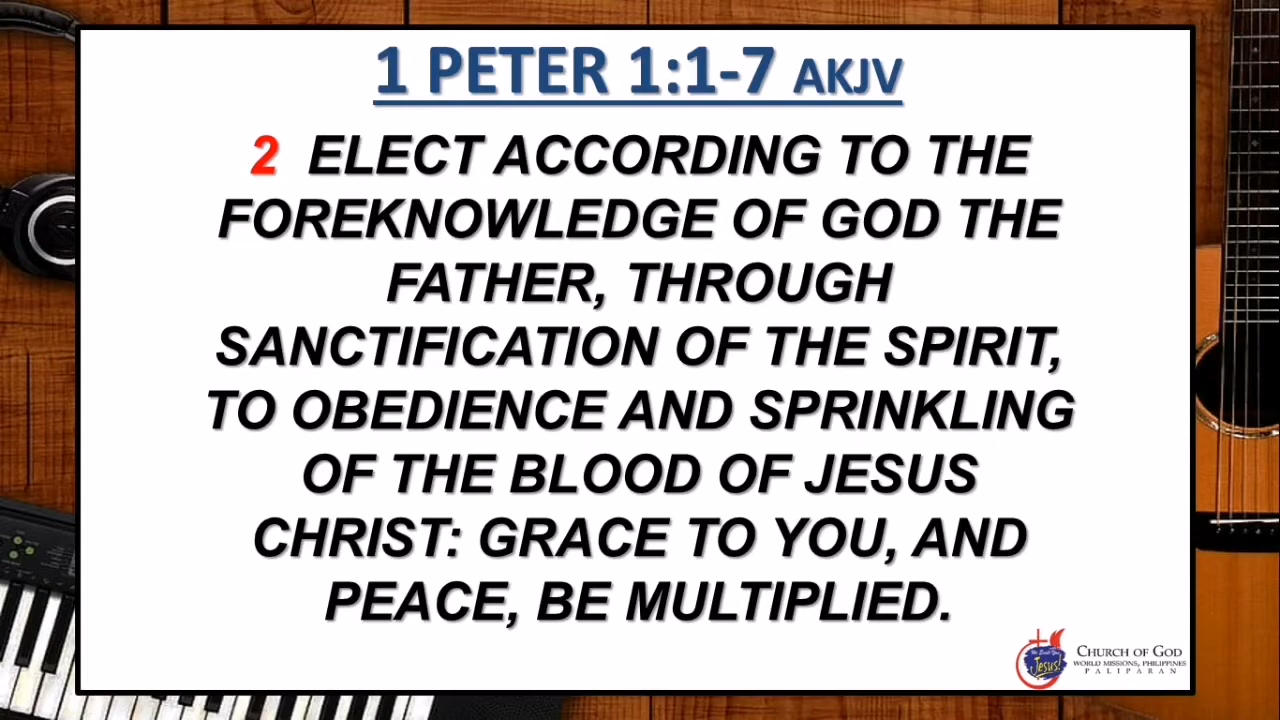 1 PETER 1:1-7 AKJV
2 ELECT ACCORDING TO THE
FOREKNOWLEDGE OF GOD THE
FATHER, THROUGH
SANCTIFICATION OF THE SPIRIT,
TO OBEDIENCE AND SPRINKLING
OF THE BLOOD OF JESUS
CHRIST: GRACE TO YOU, AND
PEACE, BE MULTIPLIED.
Jesus!
CHURCH OF GOD
WORLD MISSIONS, PHILIPPINES
PALIPARAN